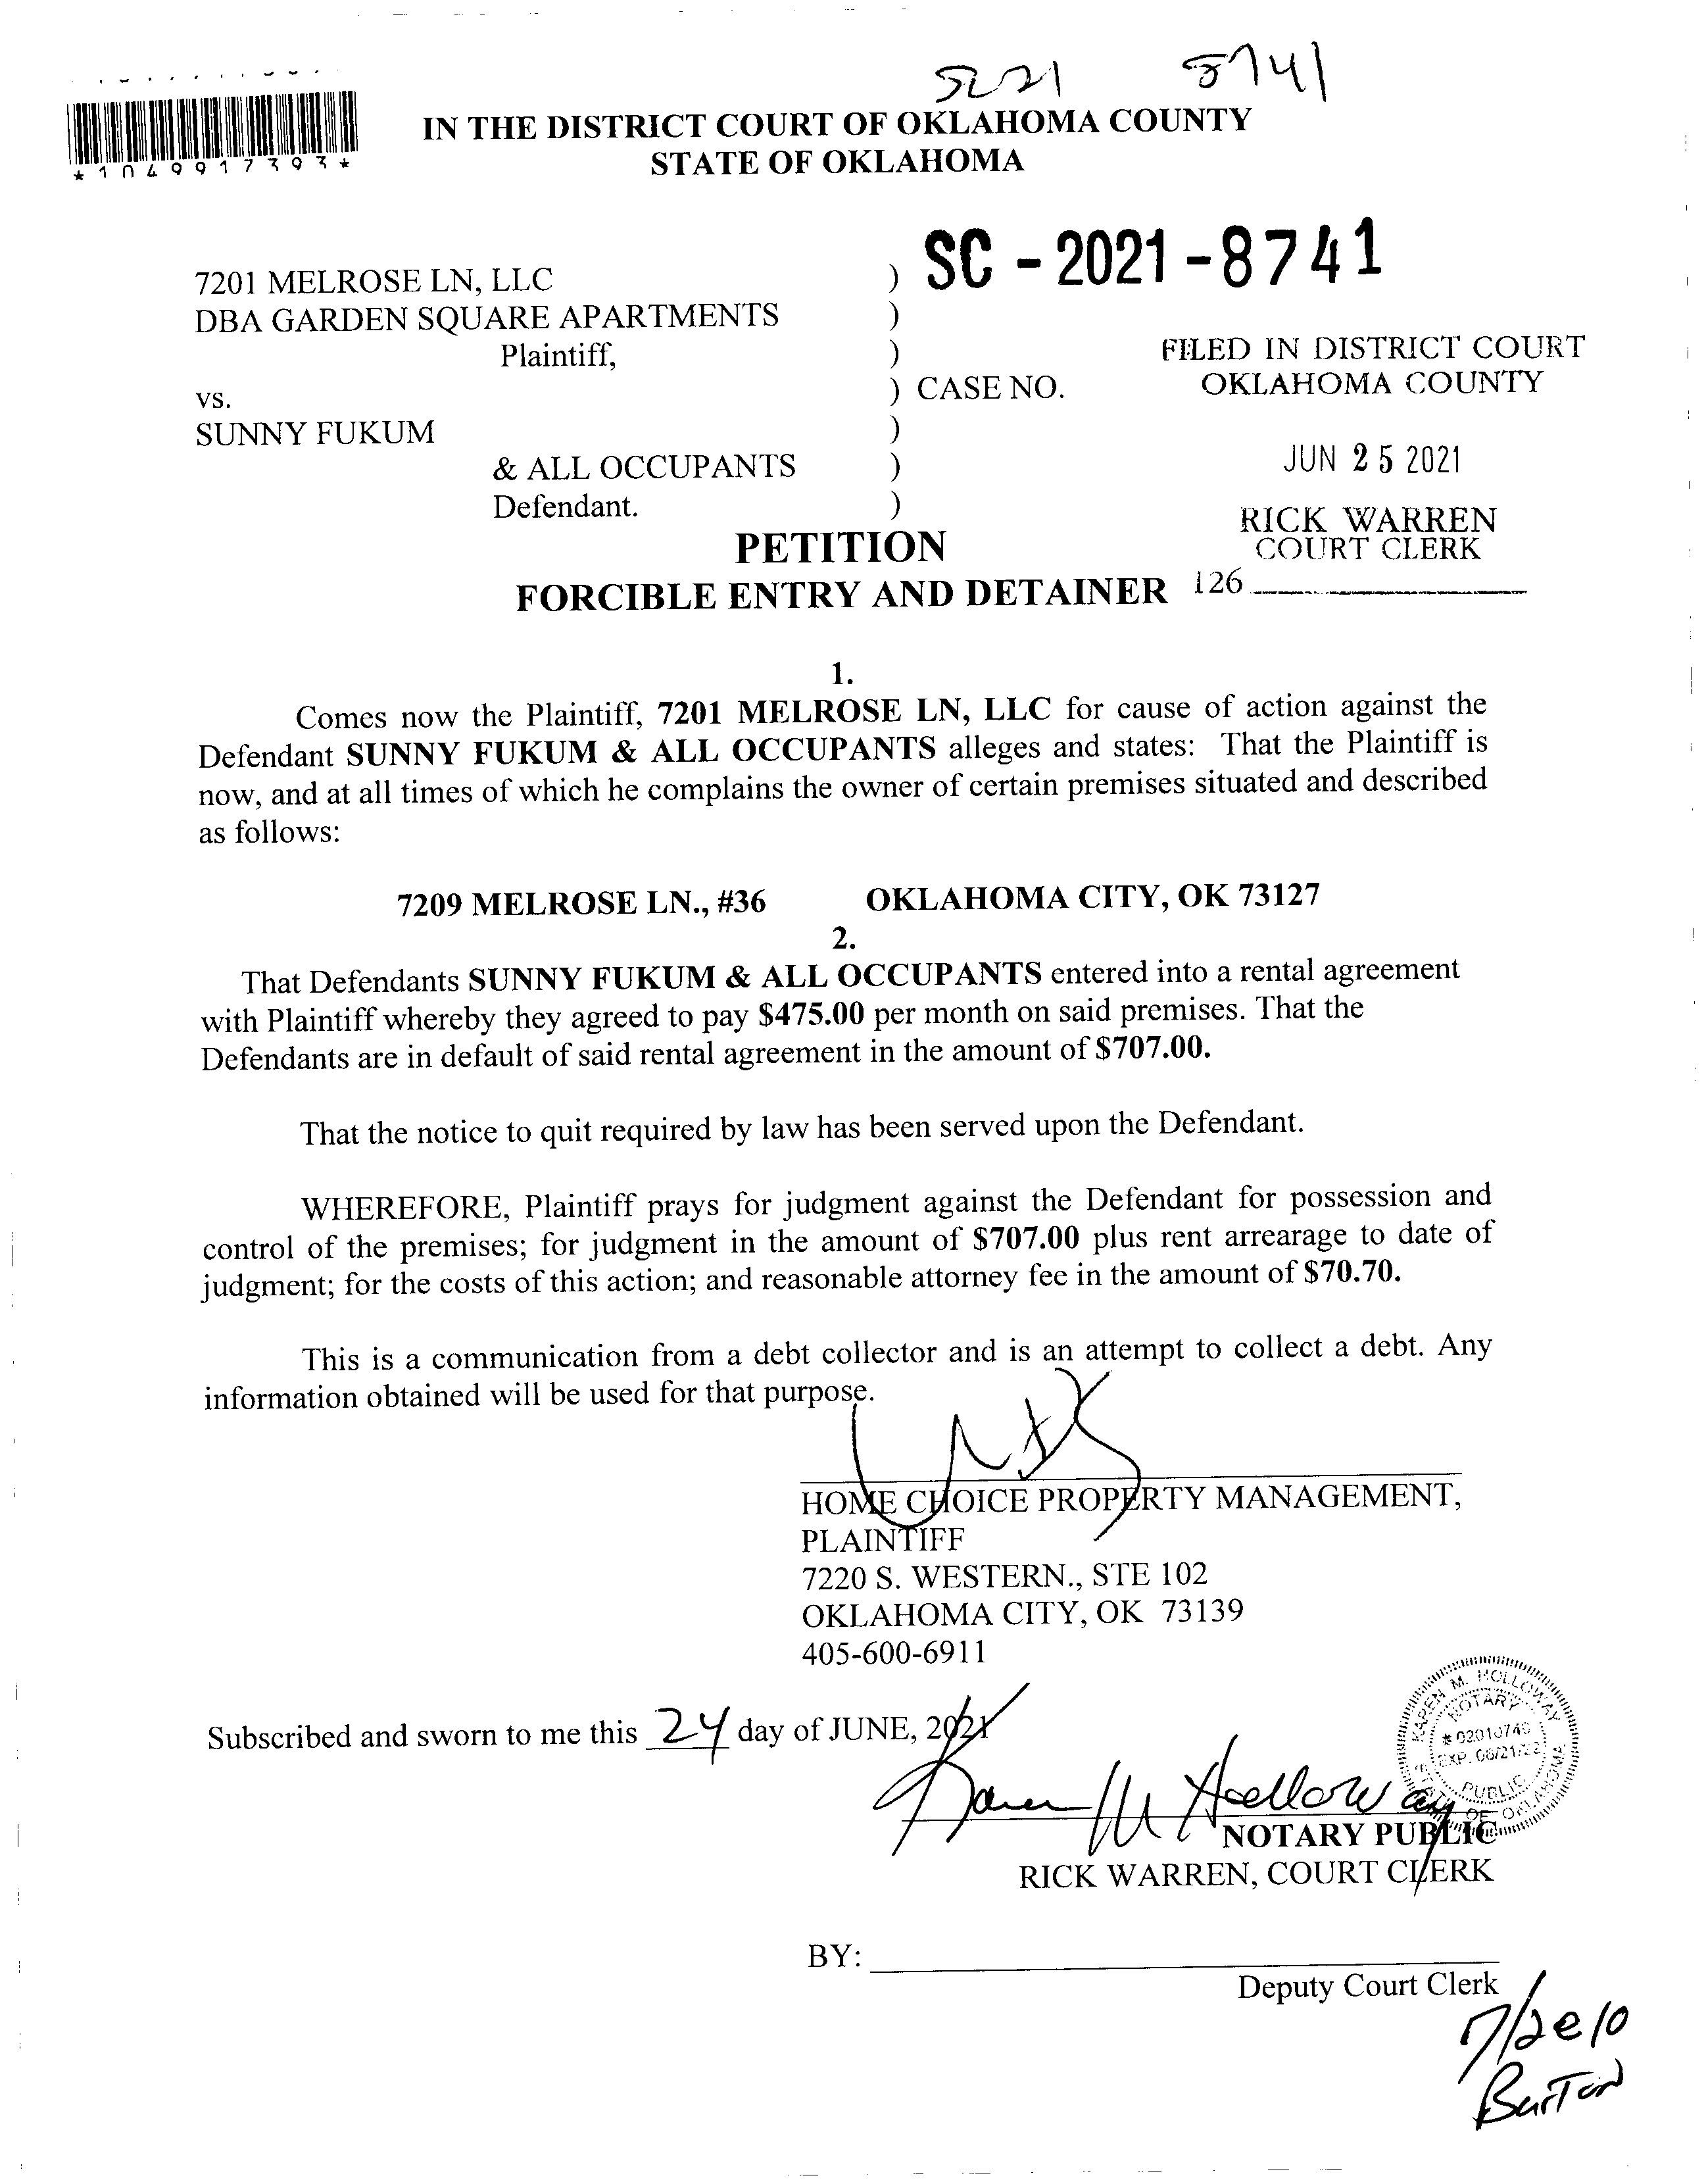 8741
*1049917393*
IN THE DISTRICT COURT OF OKLAHOMA COUNTY
STATE OF OKLAHOMA
SC - 2021 - 8741
7201 MELROSE LN, LLC )
DBA GARDEN SQUARE APARTMENTS )
Plaintiff, )
FILED IN DISTRICT COURT
OKLAHOMA COUNTY
vs. ) CASE NO.
SUNNY FUKUM )
& ALL OCCUPANTS )
JUN 25 2021
Defendant. )
RICK WARREN
COURT CLERK
126
PETITION
FORCIBLE ENTRY AND DETAINER
1.
Comes now the Plaintiff, 7201 MELROSE LN, LLC for cause of action against the
Defendant SUNNY FUKUM & ALL OCCUPANTS alleges and states: That the Plaintiff is
now, and at all times of which he complains the owner of certain premises situated and described
as follows:
7209 MELROSE LN., #36 OKLAHOMA CITY, OK 73127
2.
That Defendants SUNNY FUKUM & ALL OCCUPANTS entered into a rental agreement
with Plaintiff whereby they agreed to pay $475.00 per month on said premises. That the
Defendants are in default of said rental agreement in the amount of $707.00.
That the notice to quit required by law has been served upon the Defendant.
WHEREFORE, Plaintiff prays for judgment against the Defendant for possession and
control of the premises; for judgment in the amount of $707.00 plus rent arrearage to date of
judgment; for the costs of this action; and reasonable attorney fee in the amount of $70.70.
This is a communication from a debt collector and is an attempt to collect a debt. Any
information obtained will be used for that purpose.
HOME CHOICE PROPERTY MANAGEMENT,
PLAINTIFF
7220 S. WESTERN., STE 102
OKLAHOMA CITY, OK 73139
405-600-6911
Subscribed and sworn to me this 24 day of JUNE, 2021
KAREN M. HOLLOWAY
NOTARY
EXP. 06/21/22
PUBLIC
OF OKLAHOMA
Karen M Holloway
NOTARY PUBLIC
RICK WARREN, COURT CLERK
BY:
Deputy Court Clerk
7/2e10
Burton